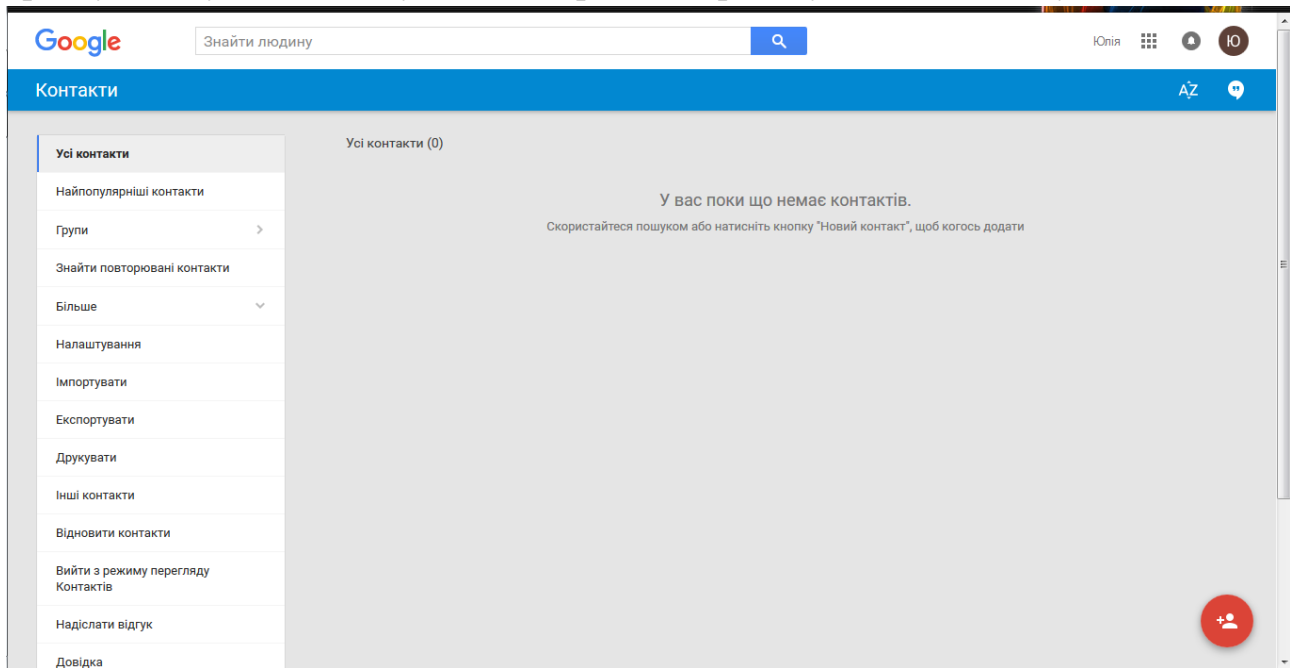 Google
Знайти людину
Юлія
Ю
Контакти
AZ
Усі контакти
Найпопулярніші контакти
Групи
Знайти повторювані контакти
Більше
Налаштування
Імпортувати
Експортувати
Друкувати
Інші контакти
Відновити контакти
Вийти з режиму перегляду
Контактів
Надіслати відгук
Довідка
Усі контакти (0)
У вас поки що немає контактів.
Скористайтеся пошуком або натисніть кнопку "Новий контакт", щоб когось додати